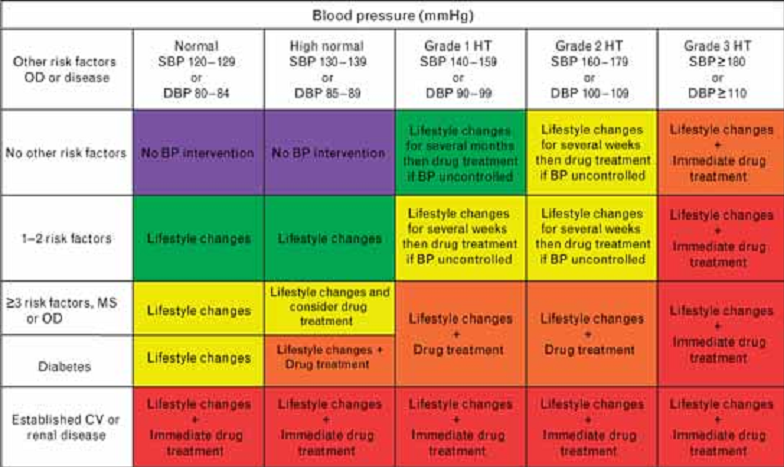 Blood pressure (mmHg)
Other risk factors
OD or disease
Normal
SBP 120–129
or
DBP 80–84
High normal
SBP 130–139
or
DBP 85–89
Grade 1 HT
SBP 140–159
or
DBP 90–99
Grade 2 HT
SBP 160–179
or
DBP 100–109
Grade 3 HT
SBP≥180
or
DBP≥110
No other risk factors
No BP intervention
No BP intervention
Lifestyle changes
for several months
then drug treatment
if BP uncontrolled
Lifestyle changes
for several weeks
then drug treatment
if BP uncontrolled
Lifestyle changes
+
Immediate drug
treatment
1–2 risk factors
Lifestyle changes
Lifestyle changes
Lifestyle changes
for several weeks
then drug treatment
if BP uncontrolled
Lifestyle changes
for several weeks
then drug treatment
if BP uncontrolled
Lifestyle changes
+
Immediate drug
treatment
≥3 risk factors, MS
or OD
Lifestyle changes
Lifestyle changes and
consider drug
treatment
Lifestyle changes
+
Drug treatment
Lifestyle changes
+
Drug treatment
Lifestyle changes
+
Immediate drug
treatment
Diabetes
Lifestyle changes
Lifestyle changes +
Drug treatment
Established CV or
renal disease
Lifestyle changes
+
Immediate drug
treatment
Lifestyle changes
+
Immediate drug
treatment
Lifestyle changes
+
Immediate drug
treatment
Lifestyle changes
+
Immediate drug
treatment
Lifestyle changes
+
Immediate drug
treatment